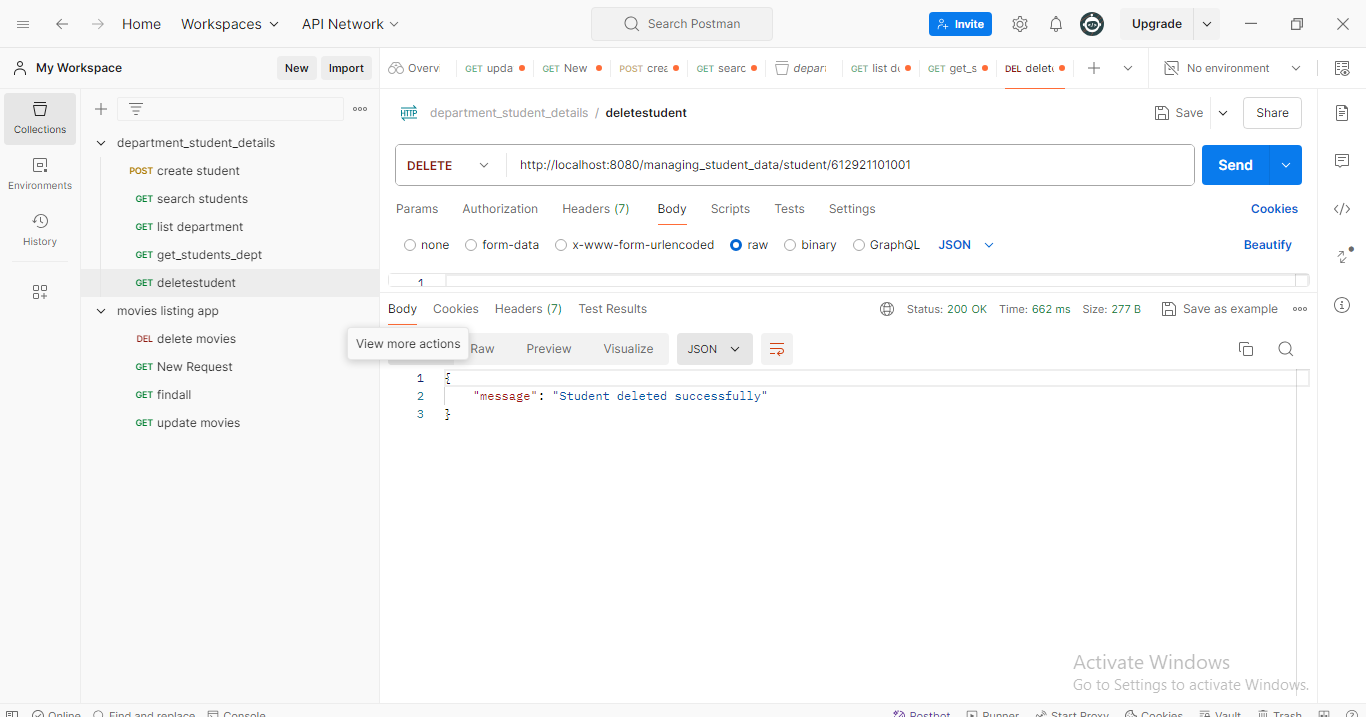 Home Workspaces API Network Search Postman Invite Upgrade
My Workspace New Import Overv GET upda GET New POST crea GET searc depart GET list de GET get_s DEL delet No environment
Collections
Environments
History
department_student_details
POST create student
GET search students
GET list department
GET get_students_dept
GET deletestudent
movies listing app
DEL delete movies
GET New Request
GET findall
GET update movies
HTTP department_student_details / deletestudent Save Share
DELETE http://localhost:8080/managing_student_data/student/612921101001 Send
Params Authorization Headers (7) Body Scripts Tests Settings Cookies
none form-data x-www-form-urlencoded raw binary GraphQL JSON Beautify
1
Body Cookies Headers (7) Test Results Status: 200 OK Time: 662 ms Size: 277 B Save as example
View more actions Raw Preview Visualize JSON
1 {
2 "message": "Student deleted successfully"
3 }
Activate Windows
Go to Settings to activate Windows.
Online Find and replace Console Postbot Runner Start Proxy Cookies Vault Trash